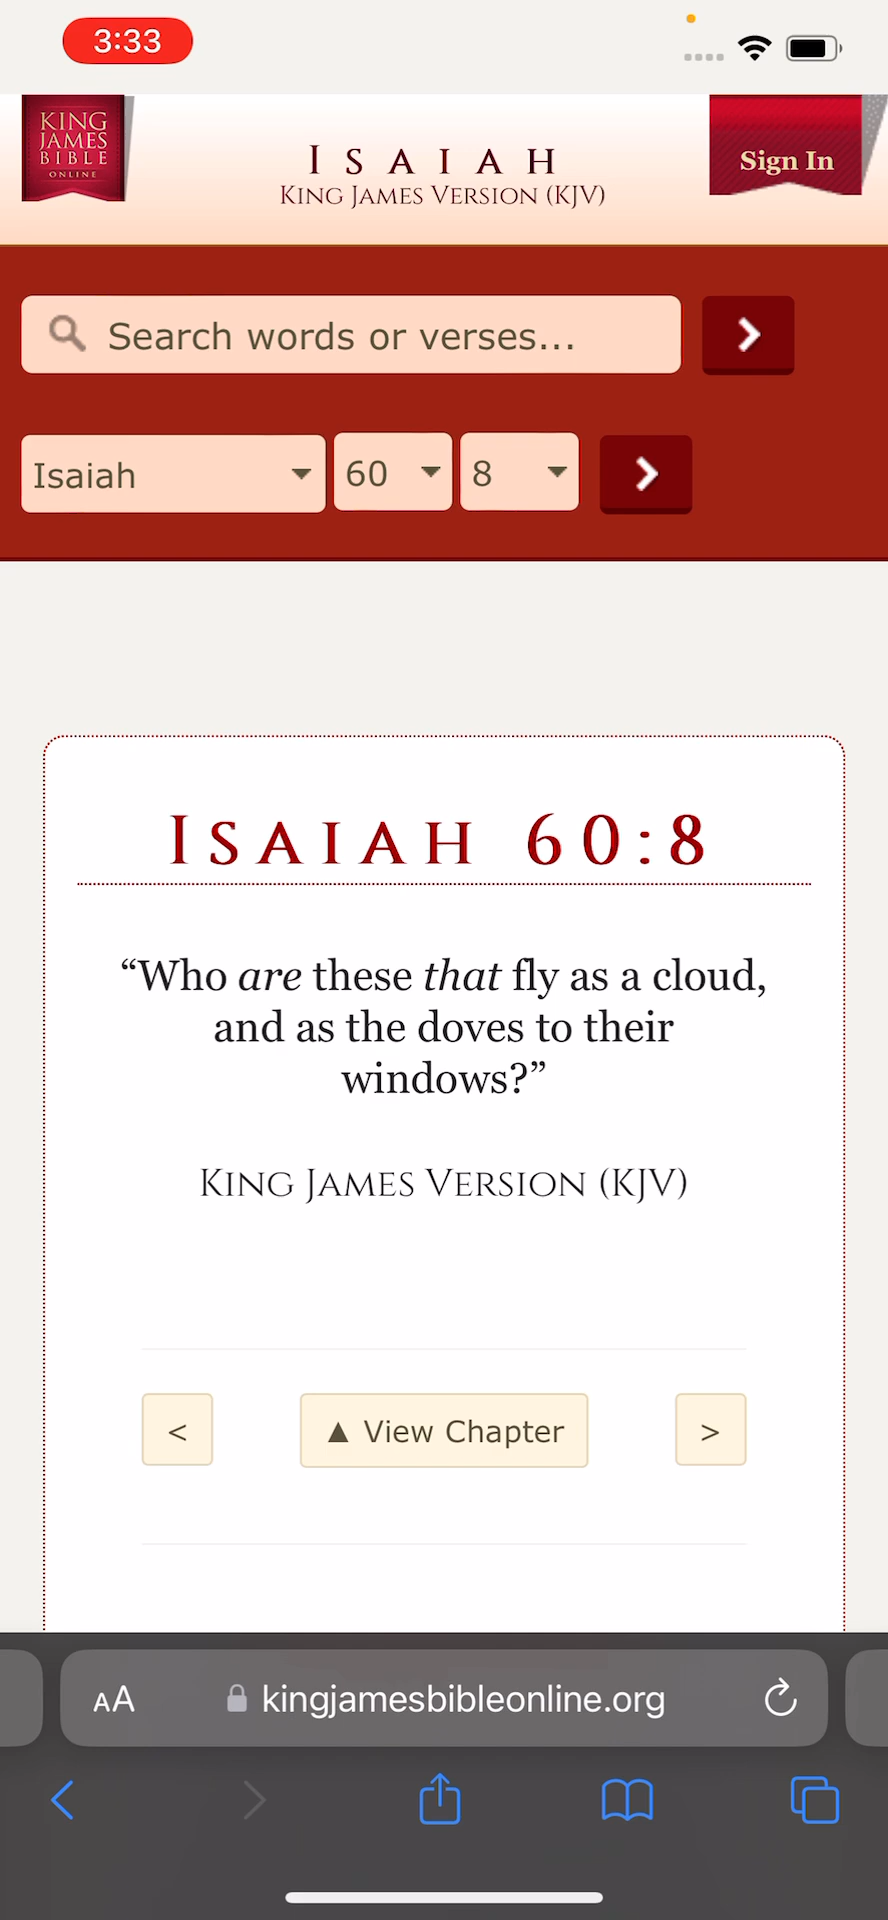 3:33
KING
JAMES
BIBLE
ONLINE
ISAIAH
KING JAMES VERSION (KJV)
Sign In
Search words or verses...
Isaiah
60
8
ISAIAH 60:8
“Who are these that fly as a cloud,
and as the doves to their
windows?”
KING JAMES VERSION (KJV)
<
▲ View Chapter
>
AA
kingjamesbibleonline.org